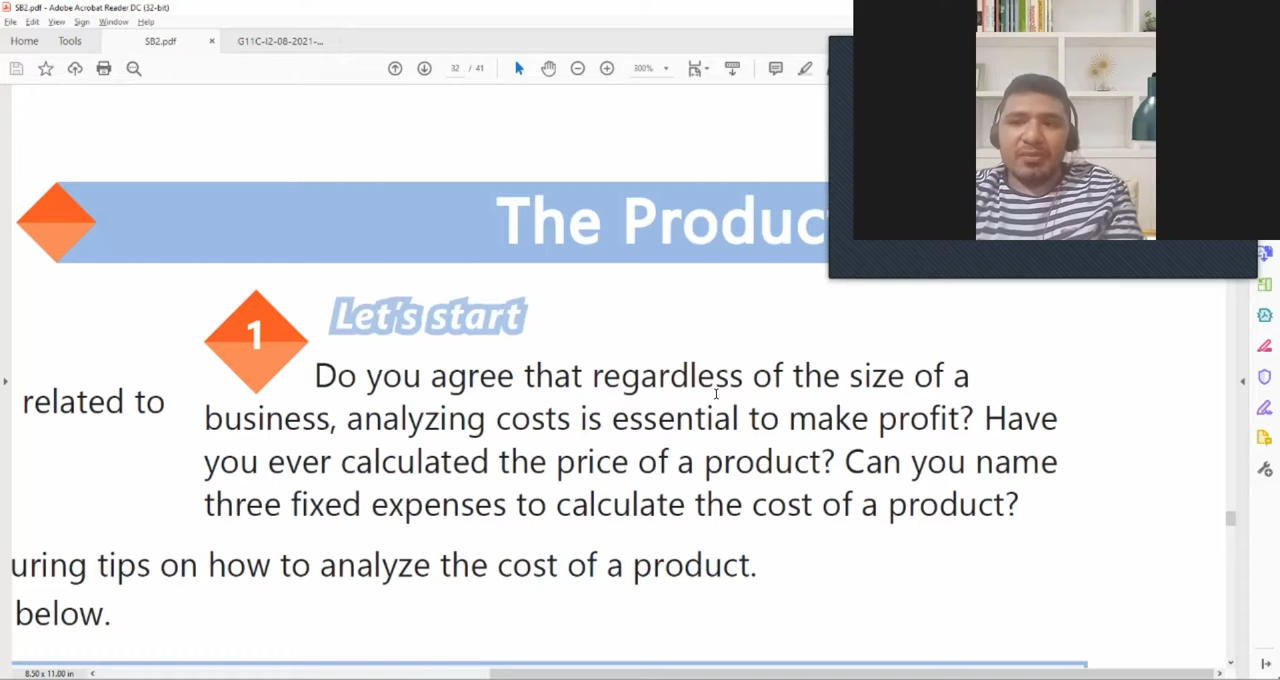 SB2.pdf - Adobe Acrobat Reader DC (32-bit)
File Edit View Sign Window Help
Home Tools SB2.pdf × G11C-I2-08-2021-...
32 / 41 300%
The Produc
1
Let's start
Do you agree that regardless of the size of a
related to
business, analyzing costs is essential to make profit? Have
you ever calculated the price of a product? Can you name
three fixed expenses to calculate the cost of a product?
uring tips on how to analyze the cost of a product.
below.
8.50 x 11.00 in